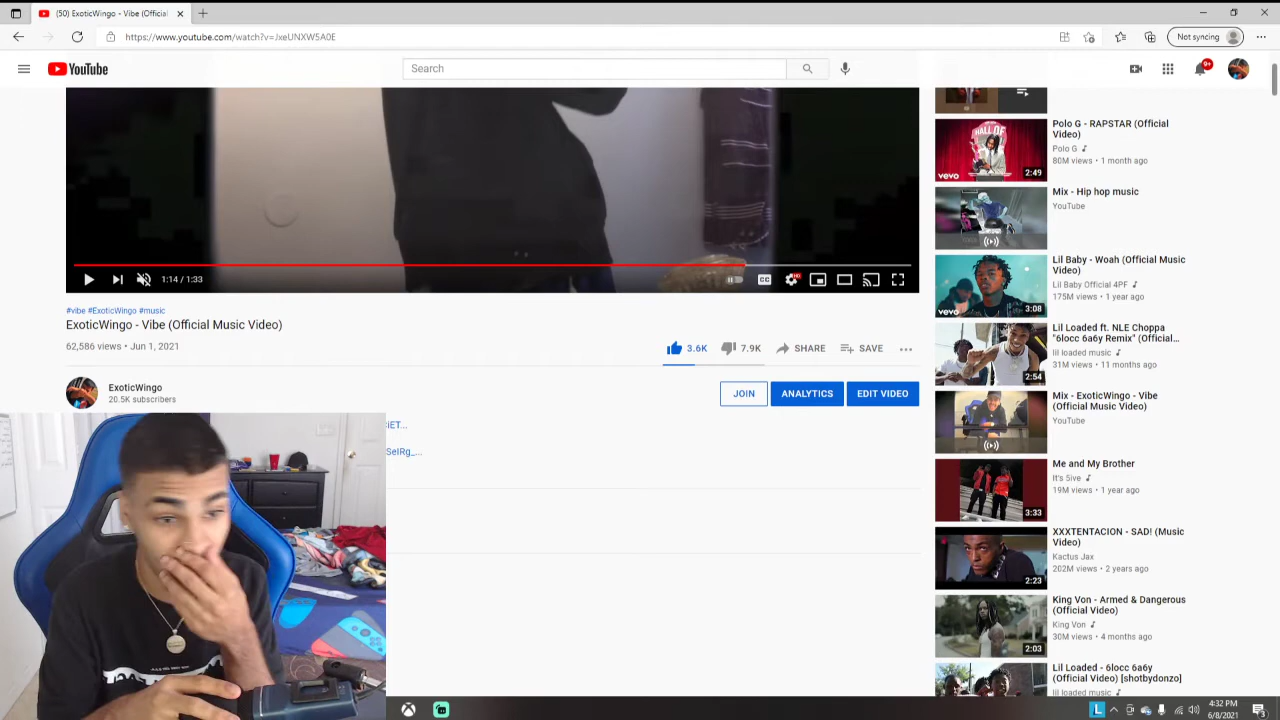 (50) ExoticWingo - Vibe (Official
https://www.youtube.com/watch?v=JxeUNXW5A0E
Not syncing
YouTube
Search
9+
Polo G - RAPSTAR (Official
Video)
Polo G
80M views • 1 month ago
HALL OF
vevo
2:49
Mix - Hip hop music
YouTube
Lil Baby - Woah (Official Music
Video)
Lil Baby Official 4PF
175M views • 1 year ago
vevo
3:08
1:14 / 1:33
CC
HD
#vibe #ExoticWingo #music
ExoticWingo - Vibe (Official Music Video)
62,586 views • Jun 1, 2021
3.6K
7.9K
SHARE
SAVE
Lil Loaded ft. NLE Choppa
"6locc 6a6y Remix" (Official...
lil loaded music
31M views • 11 months ago
2:54
ExoticWingo
20.5K subscribers
JOIN
ANALYTICS
EDIT VIDEO
Mix - ExoticWingo - Vibe
(Official Music Video)
YouTube
Me and My Brother
It's 5ive
19M views • 1 year ago
3:33
XXXTENTACION - SAD! (Music
Video)
Kactus Jax
202M views • 2 years ago
2:23
King Von - Armed & Dangerous
(Official Video)
King Von
30M views • 4 months ago
2:03
Lil Loaded - 6locc 6a6y
(Official Video) [shotbydonzo]
lil loaded music
4:32 PM
6/8/2021